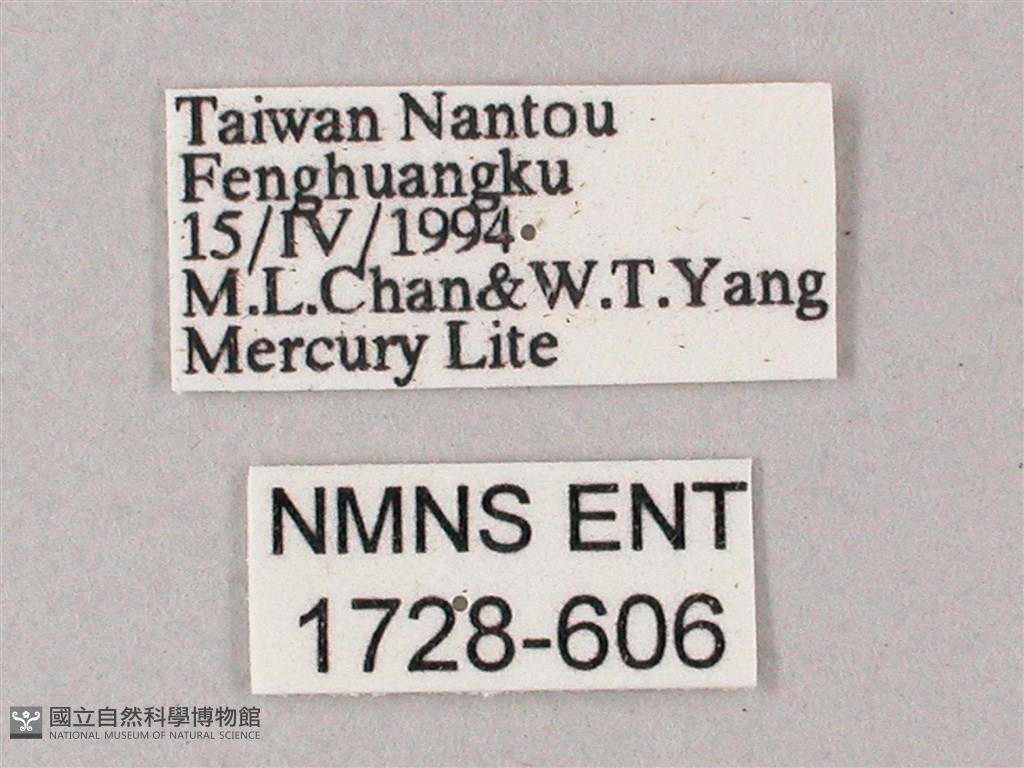 Taiwan Nantou
Fenghuangku
15/IV/1994
M.L.Chan&W.T.Yang
Mercury Lite
NMNS ENT
1728-606
國立自然科學博物館
NATIONAL MUSEUM OF NATURAL SCIENCE